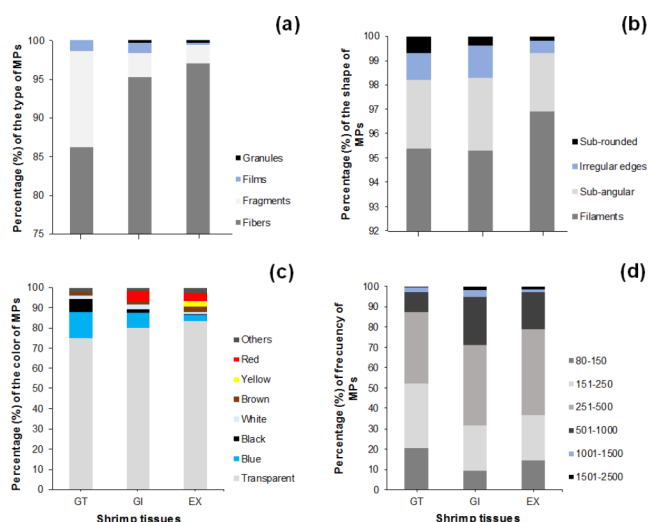 (a)
Percentage (%) of the type of MPs
100
95
90
85
80
75
Granules
Films
Fragments
Fibers
(b)
Percentage (%) of the shape of
MPs
100
99
98
97
96
95
94
93
92
Sub-rounded
Irregular edges
Sub-angular
Filaments
(c)
Percentage (%) of the color of MPs
100
90
80
70
60
50
40
30
20
10
0
Others
Red
Yellow
Brown
White
Black
Blue
Transparent
GT GI EX
Shrimp tissues
(d)
Percentage (%) of frecuency of
MPs
100
90
80
70
60
50
40
30
20
10
0
80-150
151-250
251-500
501-1000
1001-1500
1501-2500
GT GI EX
Shrimp tissues